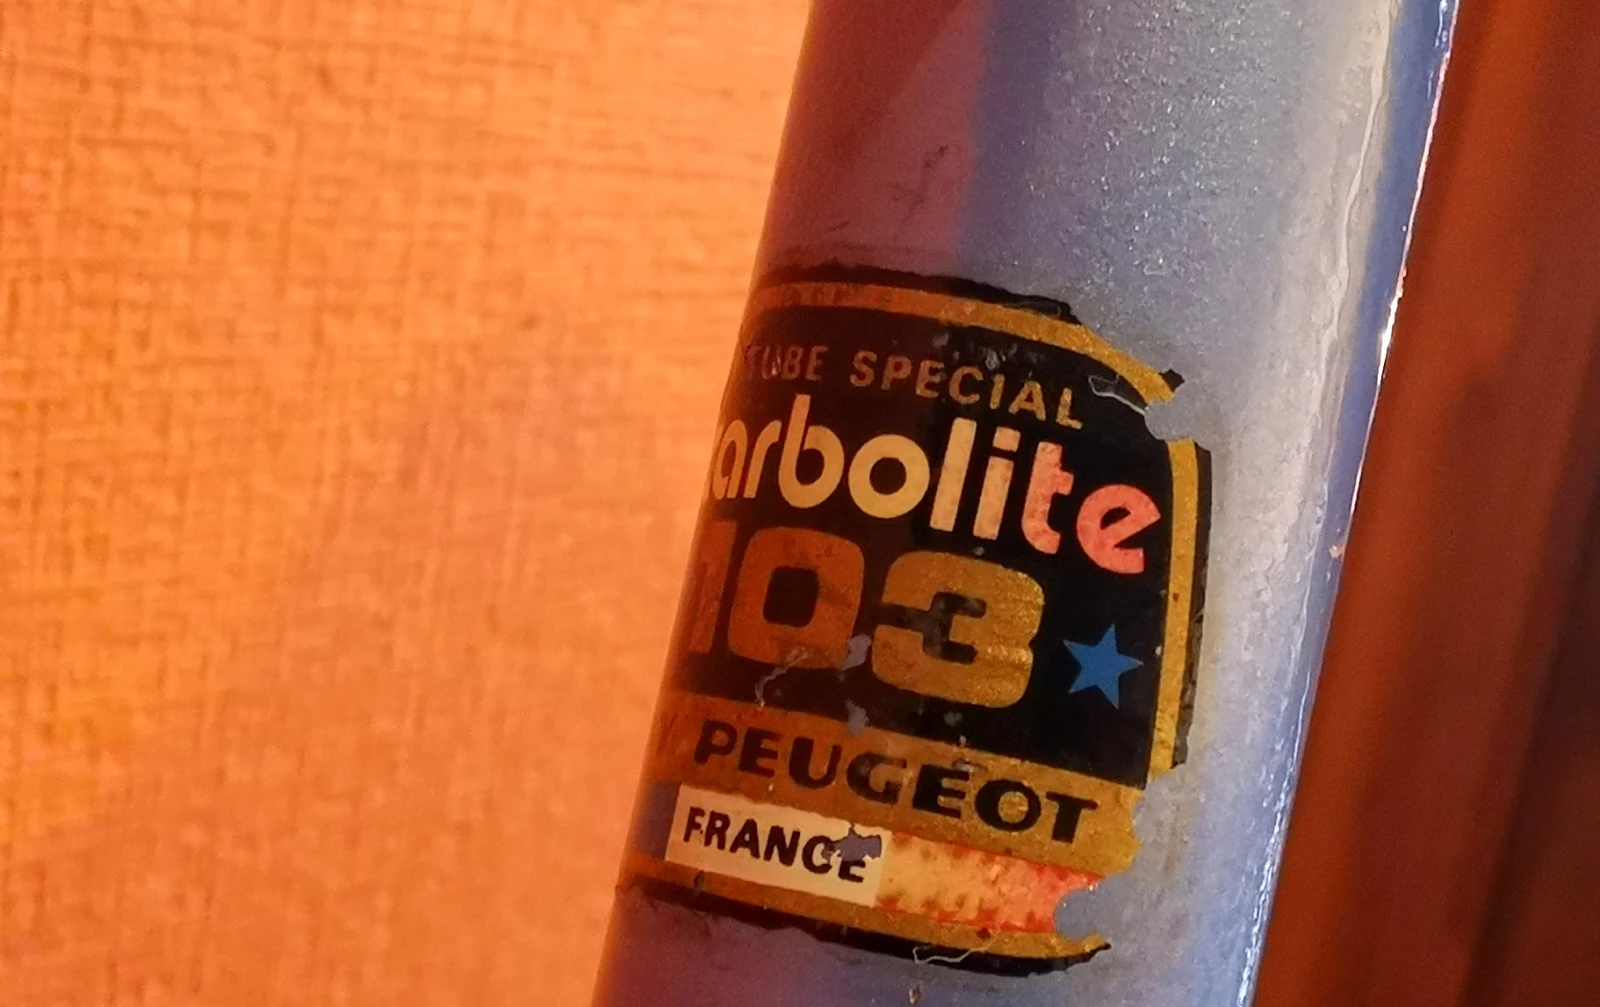 TUBE SPECIAL
arbolite
103
PEUGEOT
FRANCE